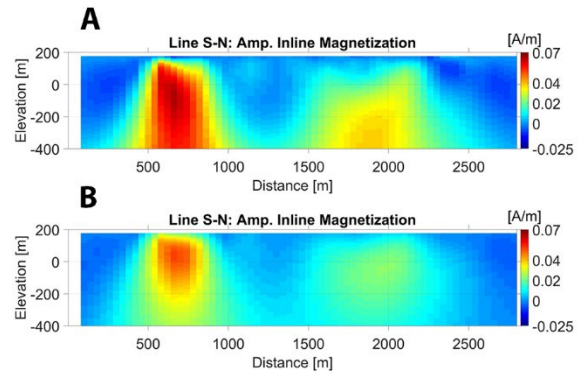 A
Line S-N: Amp. Inline Magnetization
[A/m]
Elevation [m]
200
0
-200
-400
0.07
0.04
0.02
0
-0.025
500
1000
1500
2000
2500
Distance [m]
B
Line S-N: Amp. Inline Magnetization
[A/m]
Elevation [m]
200
0
-200
-400
0.07
0.04
0.02
0
-0.025
500
1000
1500
2000
2500
Distance [m]